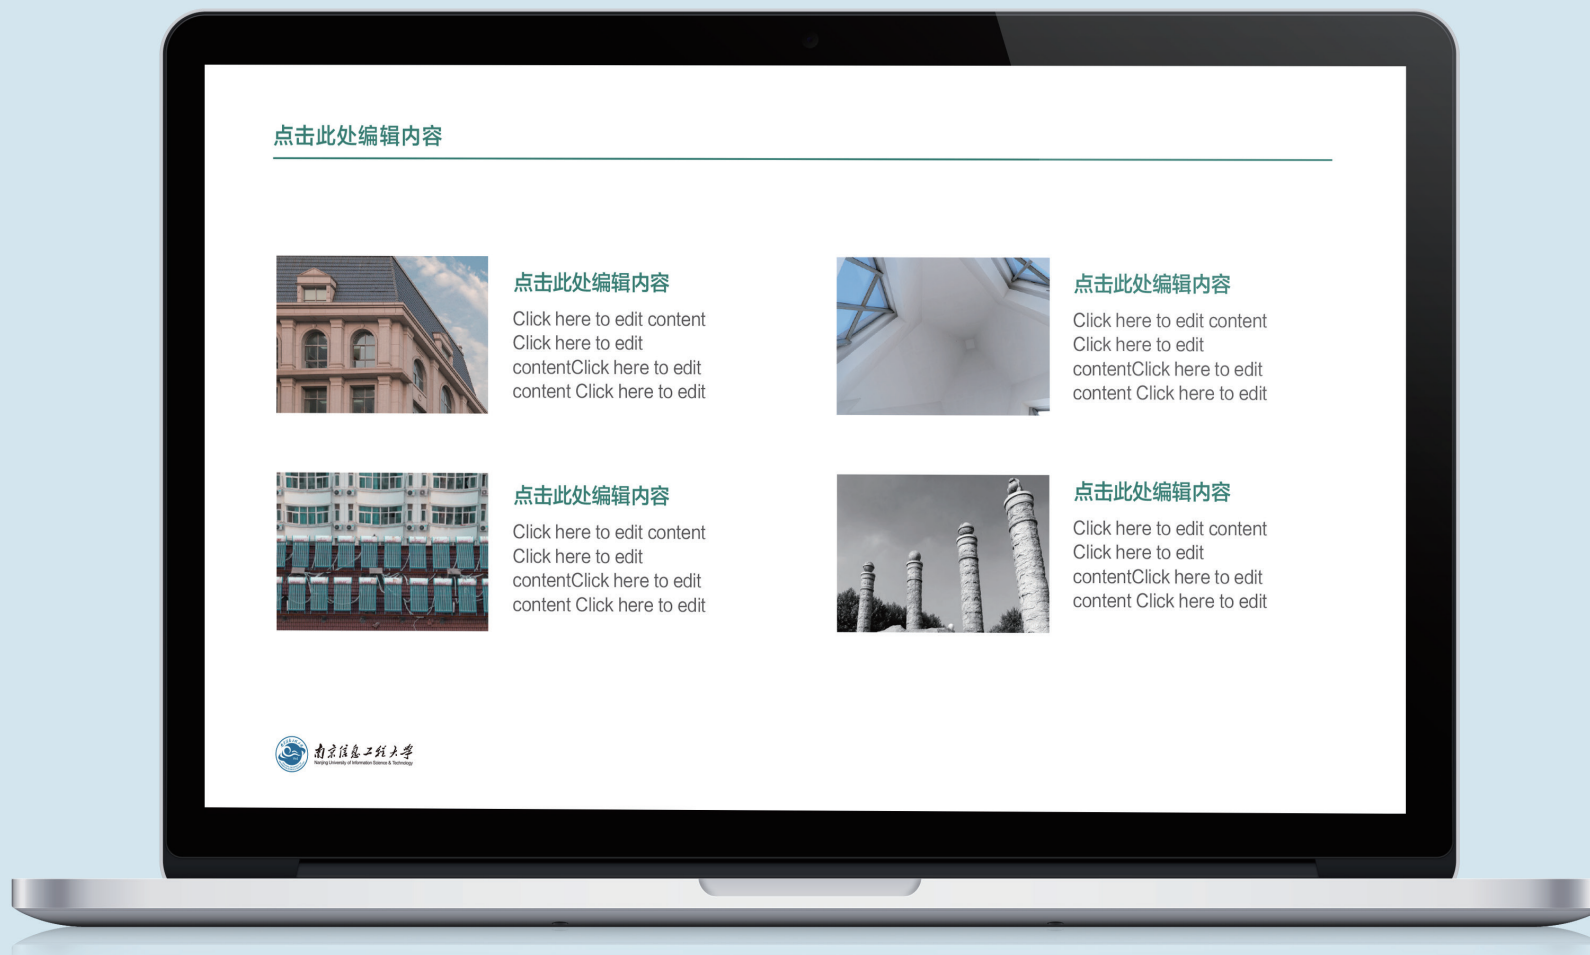 点击此处编辑内容
点击此处编辑内容
Click here to edit content
Click here to edit
contentClick here to edit
content Click here to edit
点击此处编辑内容
Click here to edit content
Click here to edit
contentClick here to edit
content Click here to edit
点击此处编辑内容
Click here to edit content
Click here to edit
contentClick here to edit
content Click here to edit
点击此处编辑内容
Click here to edit content
Click here to edit
contentClick here to edit
content Click here to edit
南京信息工程大学
Nanjing University of Information Science & Technology